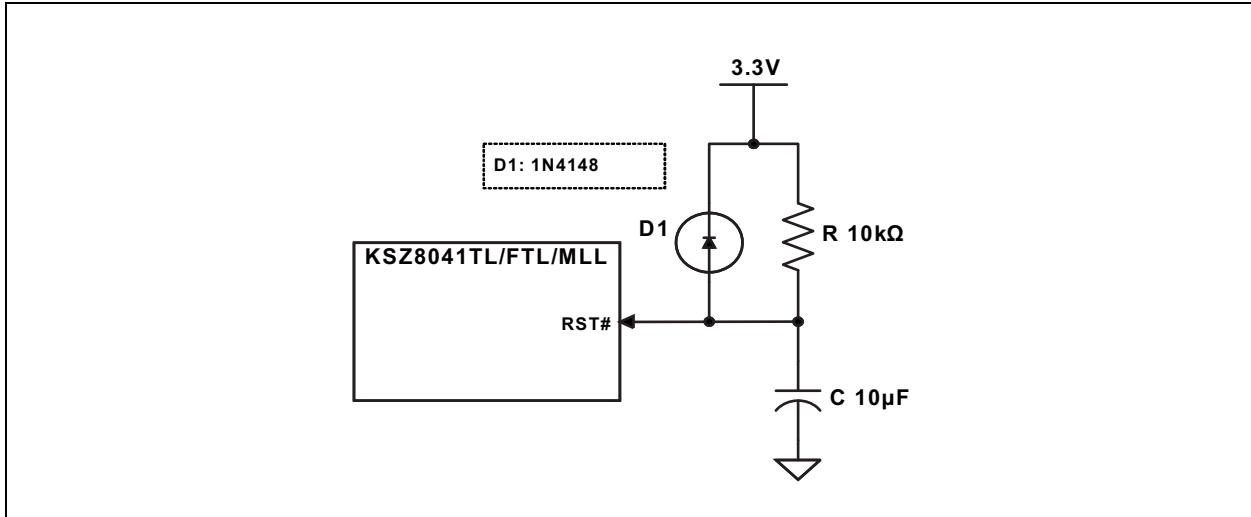 3.3V
D1: 1N4148
D1
R 10kΩ
KSZ8041TL/FTL/MLL
RST#
C 10µF